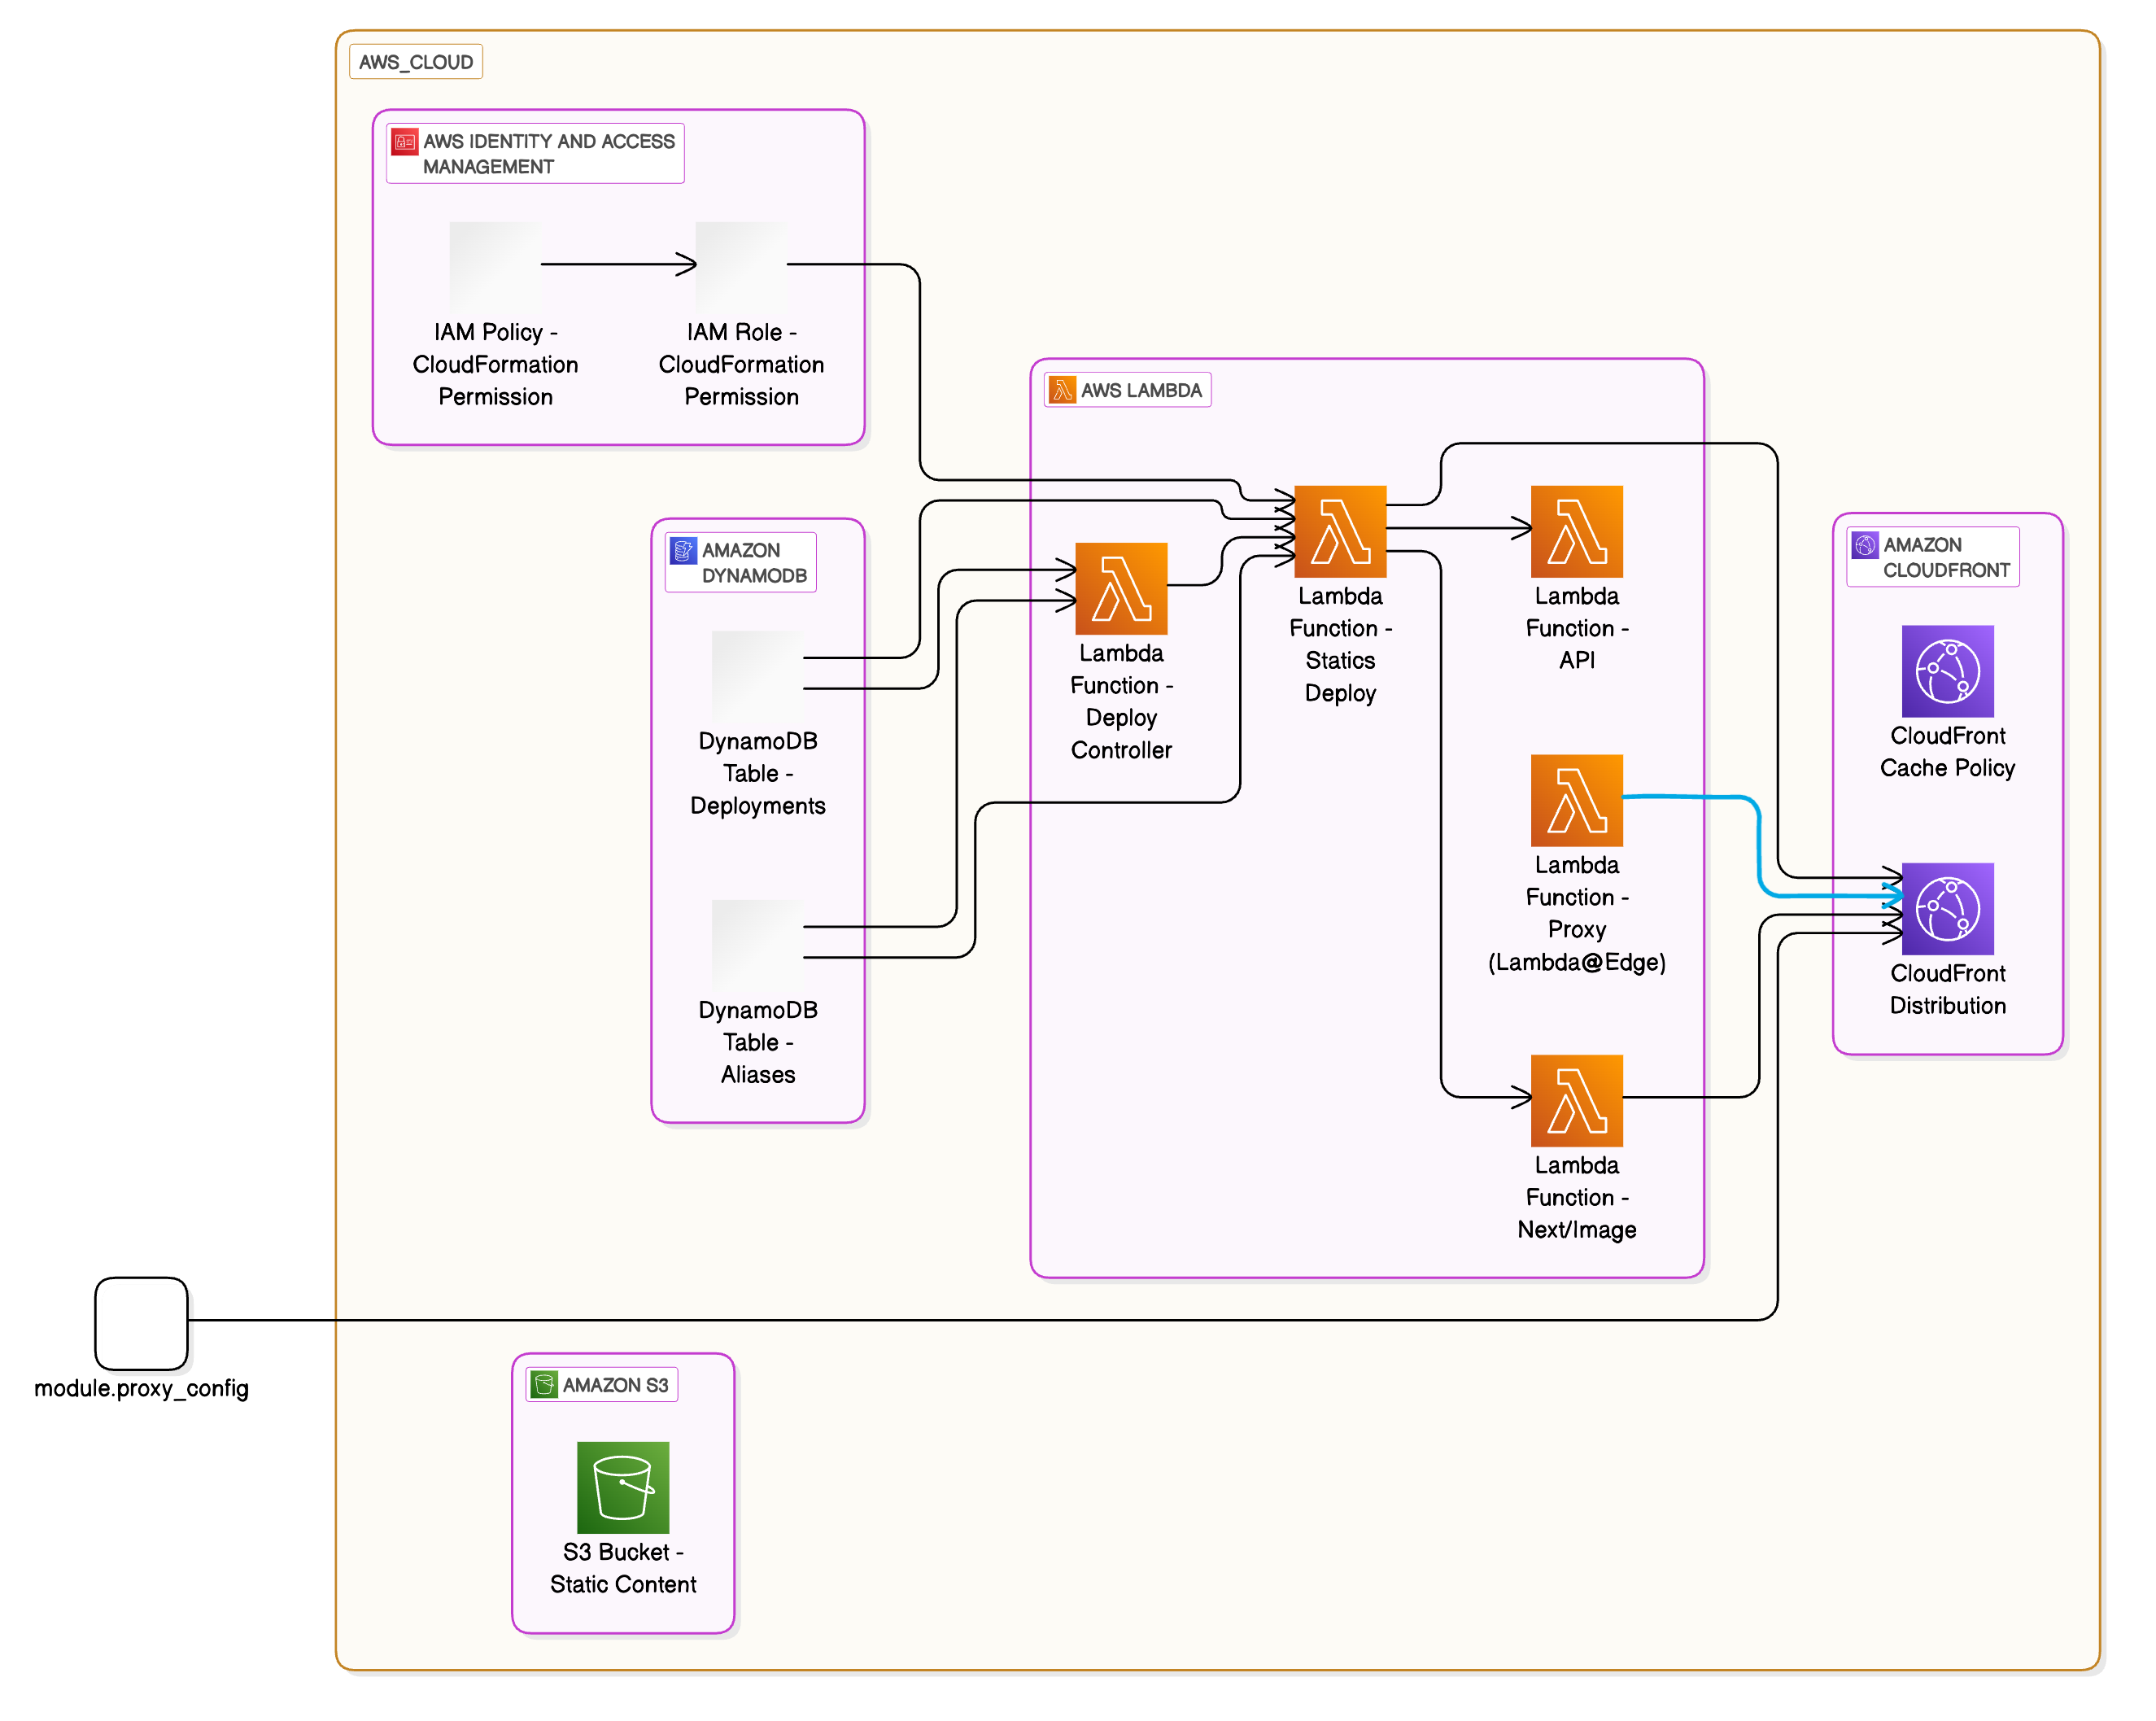 AWS_CLOUD
AWS IDENTITY AND ACCESS
MANAGEMENT
IAM Policy -
CloudFormation
Permission
IAM Role -
CloudFormation
Permission
AWS LAMBDA
Lambda
Function -
Deploy
Controller
Lambda
Function -
Statics
Deploy
Lambda
Function -
API
Lambda
Function -
Proxy
(Lambda@Edge)
Lambda
Function -
Next/Image
AMAZON
DYNAMODB
DynamoDB
Table -
Deployments
DynamoDB
Table -
Aliases
AMAZON
CLOUDFRONT
CloudFront
Cache Policy
CloudFront
Distribution
module.proxy_config
AMAZON S3
S3 Bucket -
Static Content